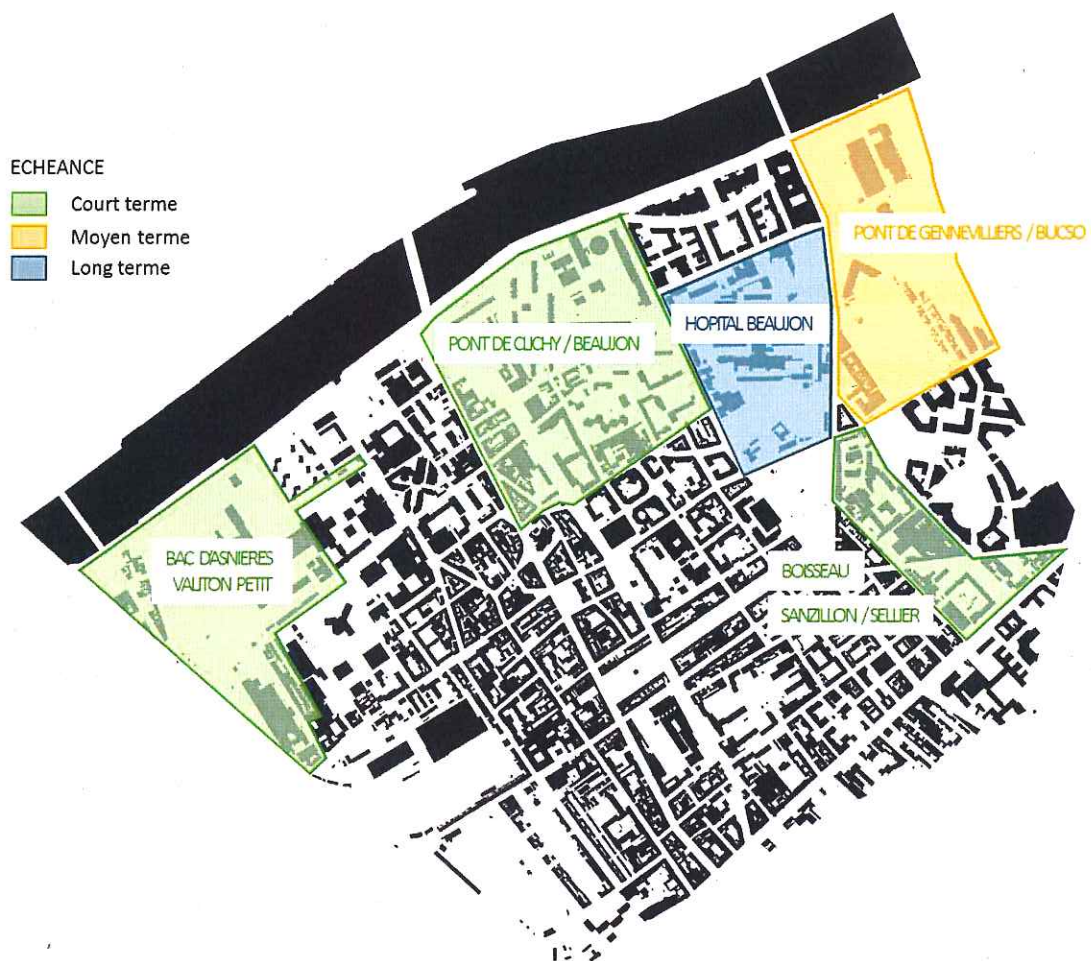 ECHEANCE
Court terme
Moyen terme
Long terme
PONT DE GENNEVILLIERS / BUCSO
HOPITAL BEAUJON
PONT DE CLICHY / BEAUJON
BAC D'ASNIERES
VAUTON PETIT
BOISSEAU
SANZILLON / SELLIER